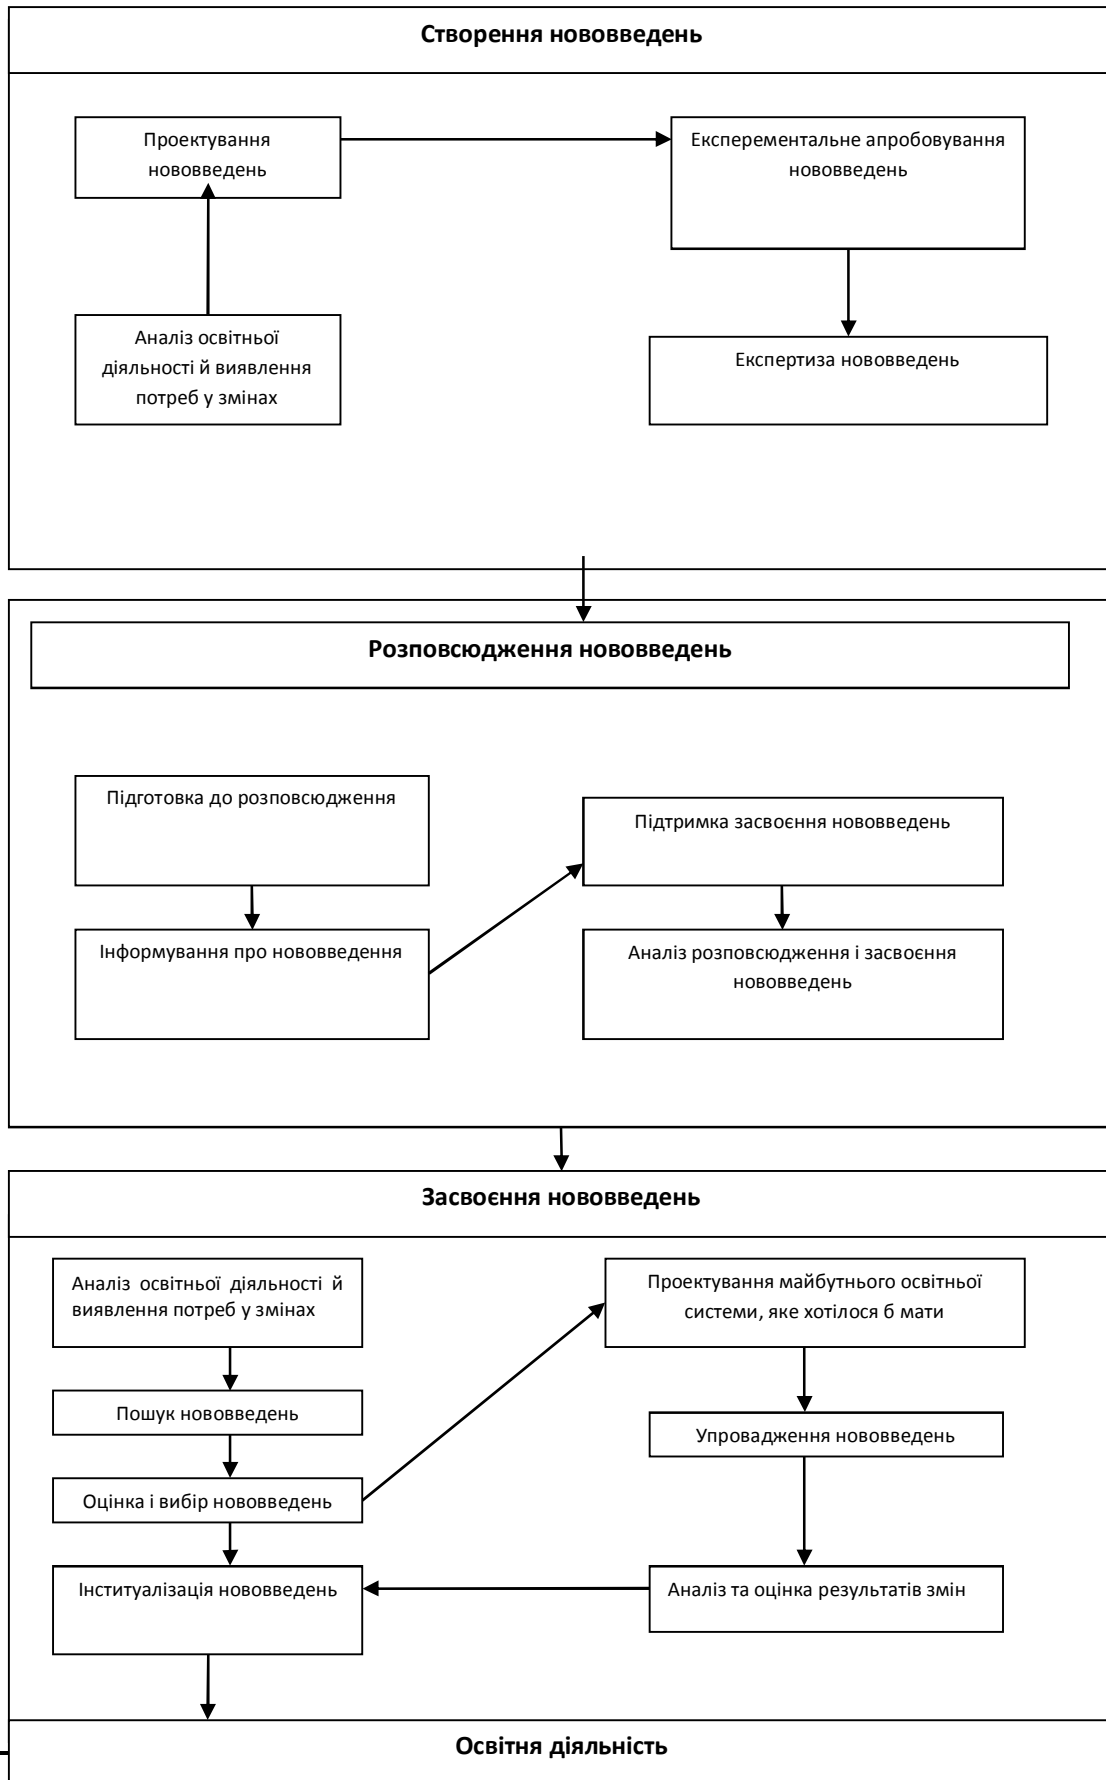 Створення нововведень
Проектування
нововведень
Експерементальне апробовування
нововведень
Аналіз освітньої
діяльності й виявлення
потреб у змінах
Експертиза нововведень
Розповсюдження нововведень
Підготовка до розповсюдження
Підтримка засвоєння нововведень
Інформування про нововведення
Аналіз розповсюдження і засвоєння
нововведень
Засвоєння нововведень
Аналіз освітньої діяльності й
виявлення потреб у змінах
Проектування майбутнього освітньої
системи, яке хотілося б мати
Пошук нововведень
Упровадження нововведень
Оцінка і вибір нововведень
Інституалізація нововведень
Аналіз та оцінка результатів змін
Освітня діяльність